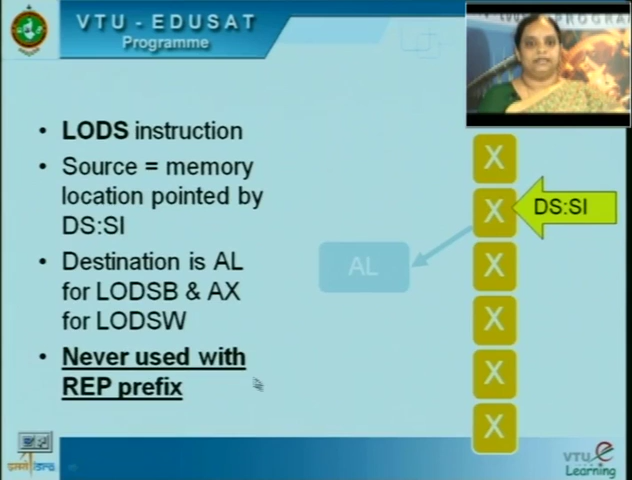 VTU - EDUSAT
Programme
• LODS instruction
• Source = memory
location pointed by
DS:SI
• Destination is AL
for LODSB & AX
for LODSW
• Never used with
REP prefix
X
X
DS:SI
AL
X
X
X
X
VTU e
Learning